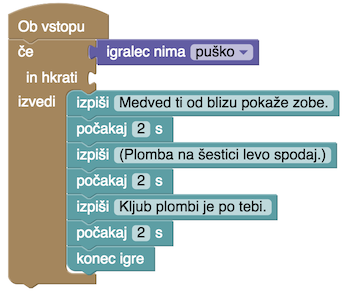 Ob vstopu
če igralec nima puško
in hkrati
izvedi izpiši Medved ti od blizu pokaže zobe.
počakaj 2 s
izpiši (Plomba na šestici levo spodaj.)
počakaj 2 s
izpiši Kljub plombi je po tebi.
počakaj 2 s
konec igre